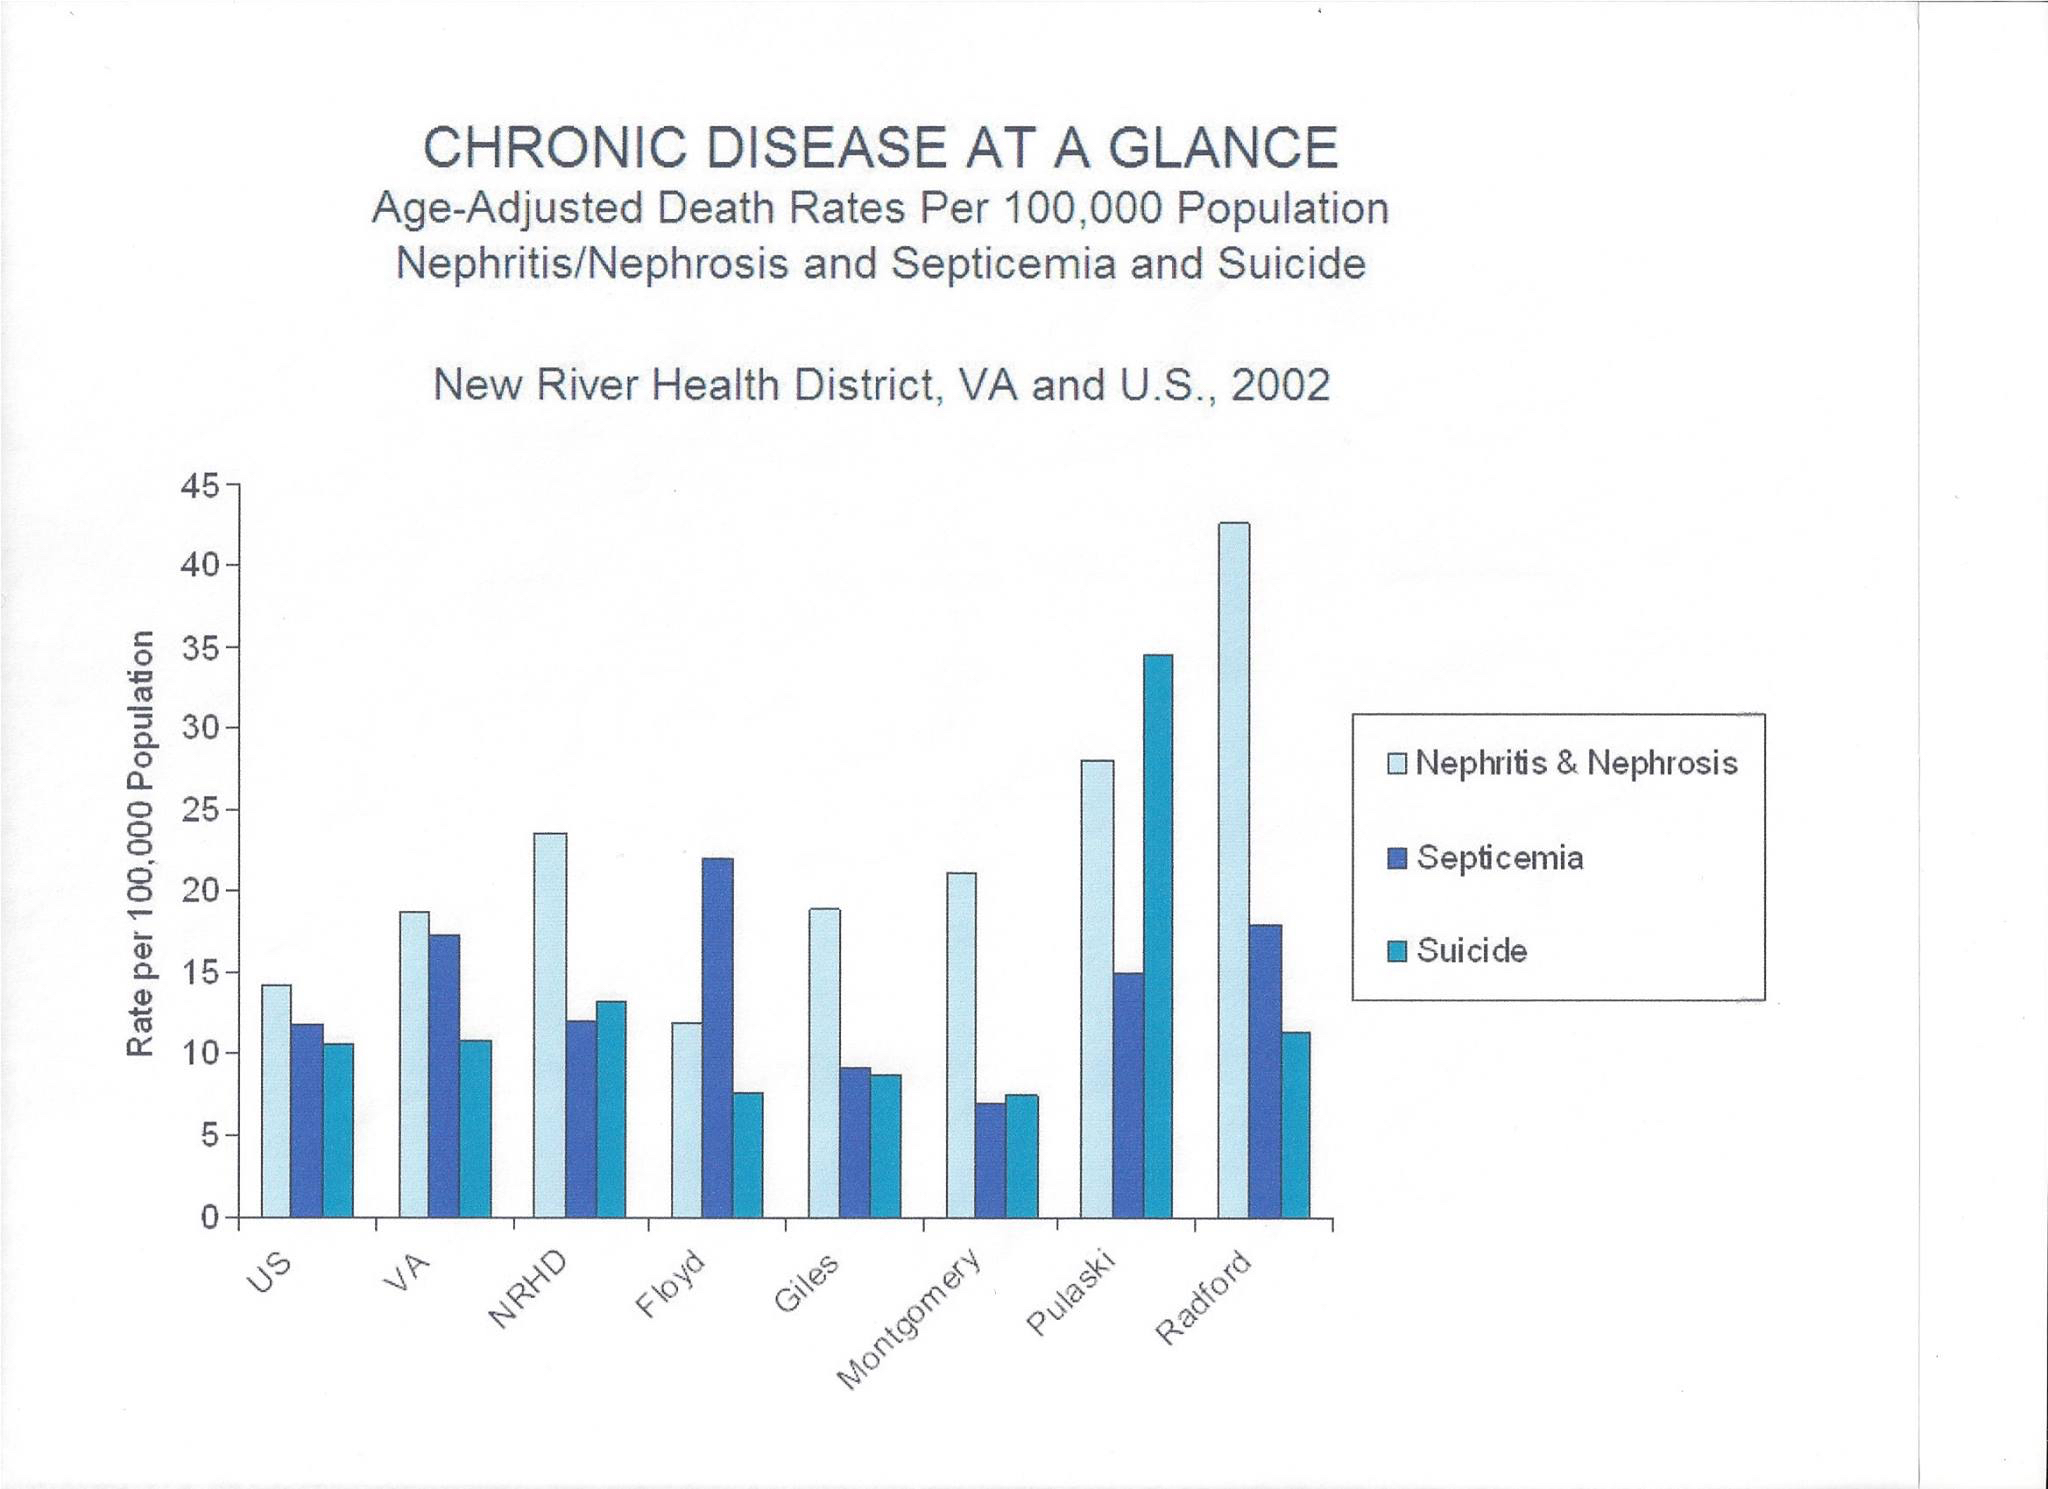 CHRONIC DISEASE AT A GLANCE
Age-Adjusted Death Rates Per 100,000 Population
Nephritis/Nephrosis and Septicemia and Suicide
New River Health District, VA and U.S., 2002
Rate per 100,000 Population
45
40
35
30
25
20
15
10
5
0
US
VA
NRHD
Floyd
Giles
Montgomery
Pulaski
Radford
Nephritis & Nephrosis
Septicemia
Suicide